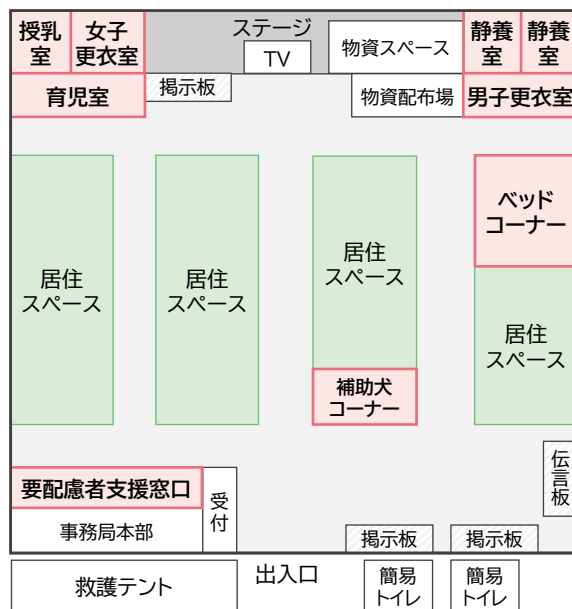 授乳
室
女子
更衣室
ステージ
TV
物資スペース
静養
室
静養
室
育児室
掲示板
物資配布場
男子更衣室
居住
スペース
居住
スペース
居住
スペース
ベッド
コーナー
居住
スペース
補助犬
コーナー
要配慮者支援窓口
受
付
事務局本部
伝
言
板
掲示板
掲示板
救護テント
出入口
簡易
トイレ
簡易
トイレ